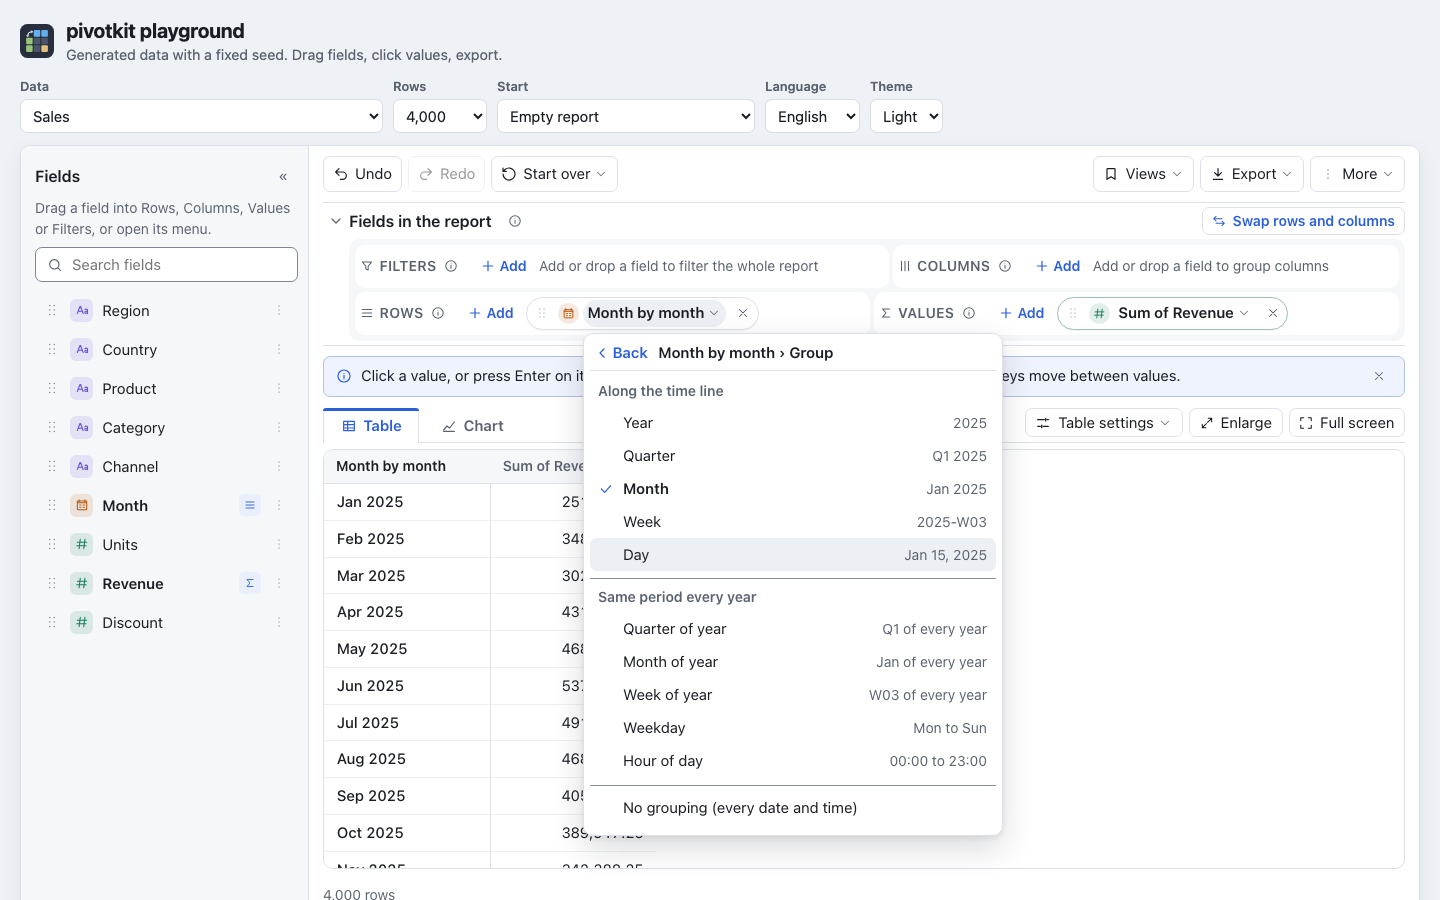 pivotkit playground
Generated data with a fixed seed. Drag fields, click values, export.
Data
Rows
Start
Language
Theme
Sales
4,000
Empty report
English
Light
Fields
«
Drag a field into Rows, Columns, Values
or Filters, or open its menu.
Search fields
Aa Region
Aa Country
Aa Product
Aa Category
Aa Channel
Month
# Units
# Revenue Σ
# Discount
Undo
Redo
Start over
Views
Export
More
Fields in the report
Swap rows and columns
FILTERS
+ Add
Add or drop a field to filter the whole report
COLUMNS
+ Add
Add or drop a field to group columns
ROWS
+ Add
Month by month
Σ VALUES
+ Add
# Sum of Revenue
Back
Month by month › Group
Along the time line
Year 2025
Quarter Q1 2025
Month Jan 2025
Week 2025-W03
Day Jan 15, 2025
Same period every year
Quarter of year Q1 of every year
Month of year Jan of every year
Week of year W03 of every year
Weekday Mon to Sun
Hour of day 00:00 to 23:00
No grouping (every date and time)
Click a value, or press Enter on
move between values.
Table
Chart
Table settings
Enlarge
Full screen
Month by month
Sum of
Jan 2025
Feb 2025
Mar 2025
Apr 2025
May 2025
Jun 2025
Jul 2025
Aug 2025
Sep 2025
Oct 2025
4,000 rows